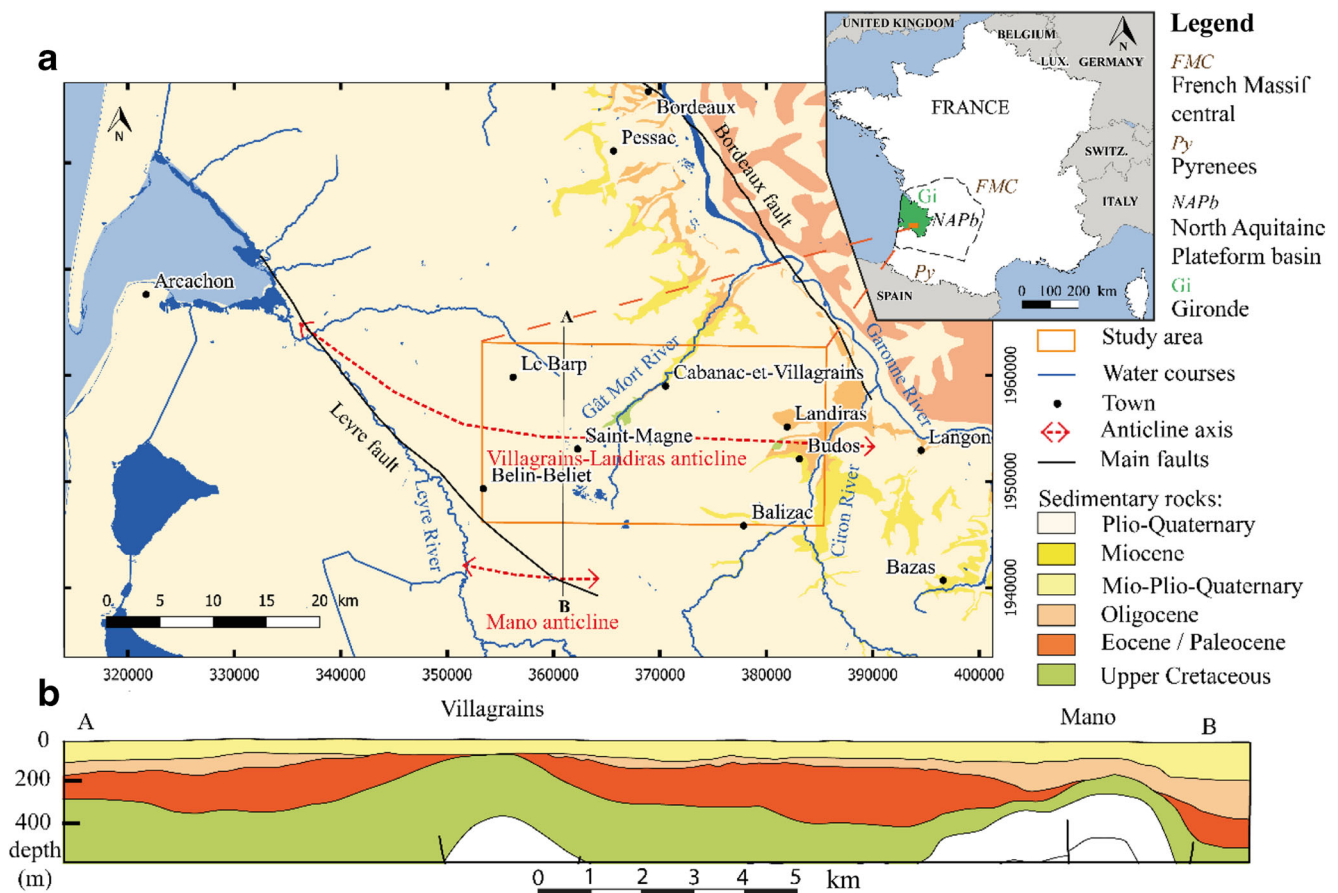 a
N
Bordeaux
Pessac
Bordeaux fault
Arcachon
A
Le Barp
Gât Mort River
Cabanac-et-Villagrains
Garonne River
Landiras
Saint-Magne
Budos
Langon
Villagrains-Landiras anticline
Leyre fault
Belin-Beliet
Leyre River
Balizac
Citron River
Bazas
B
Mano anticline
0 5 10 15 20 km
320000 330000 340000 350000 360000 370000 380000 390000 400000
1960000
1950000
1940000
UNITED KINGDOM
BELGIUM
N
LUX.
GERMANY
FRANCE
SWITZ.
FMC
Gi
NAPb
ITALY
Py
SPAIN
0 100 200 km
Legend
FMC
French Massif
central
Py
Pyrenees
NAPb
North Aquitaine
Plateform basin
Gi
Gironde
Study area
Water courses
Town
Anticline axis
Main faults
Sedimentary rocks:
Plio-Quaternary
Miocene
Mio-Plio-Quaternary
Oligocene
Eocene / Paleocene
Upper Cretaceous
b
A
Villagrains
Mano
B
0
200
400
depth
(m)
0 1 2 3 4 5 km